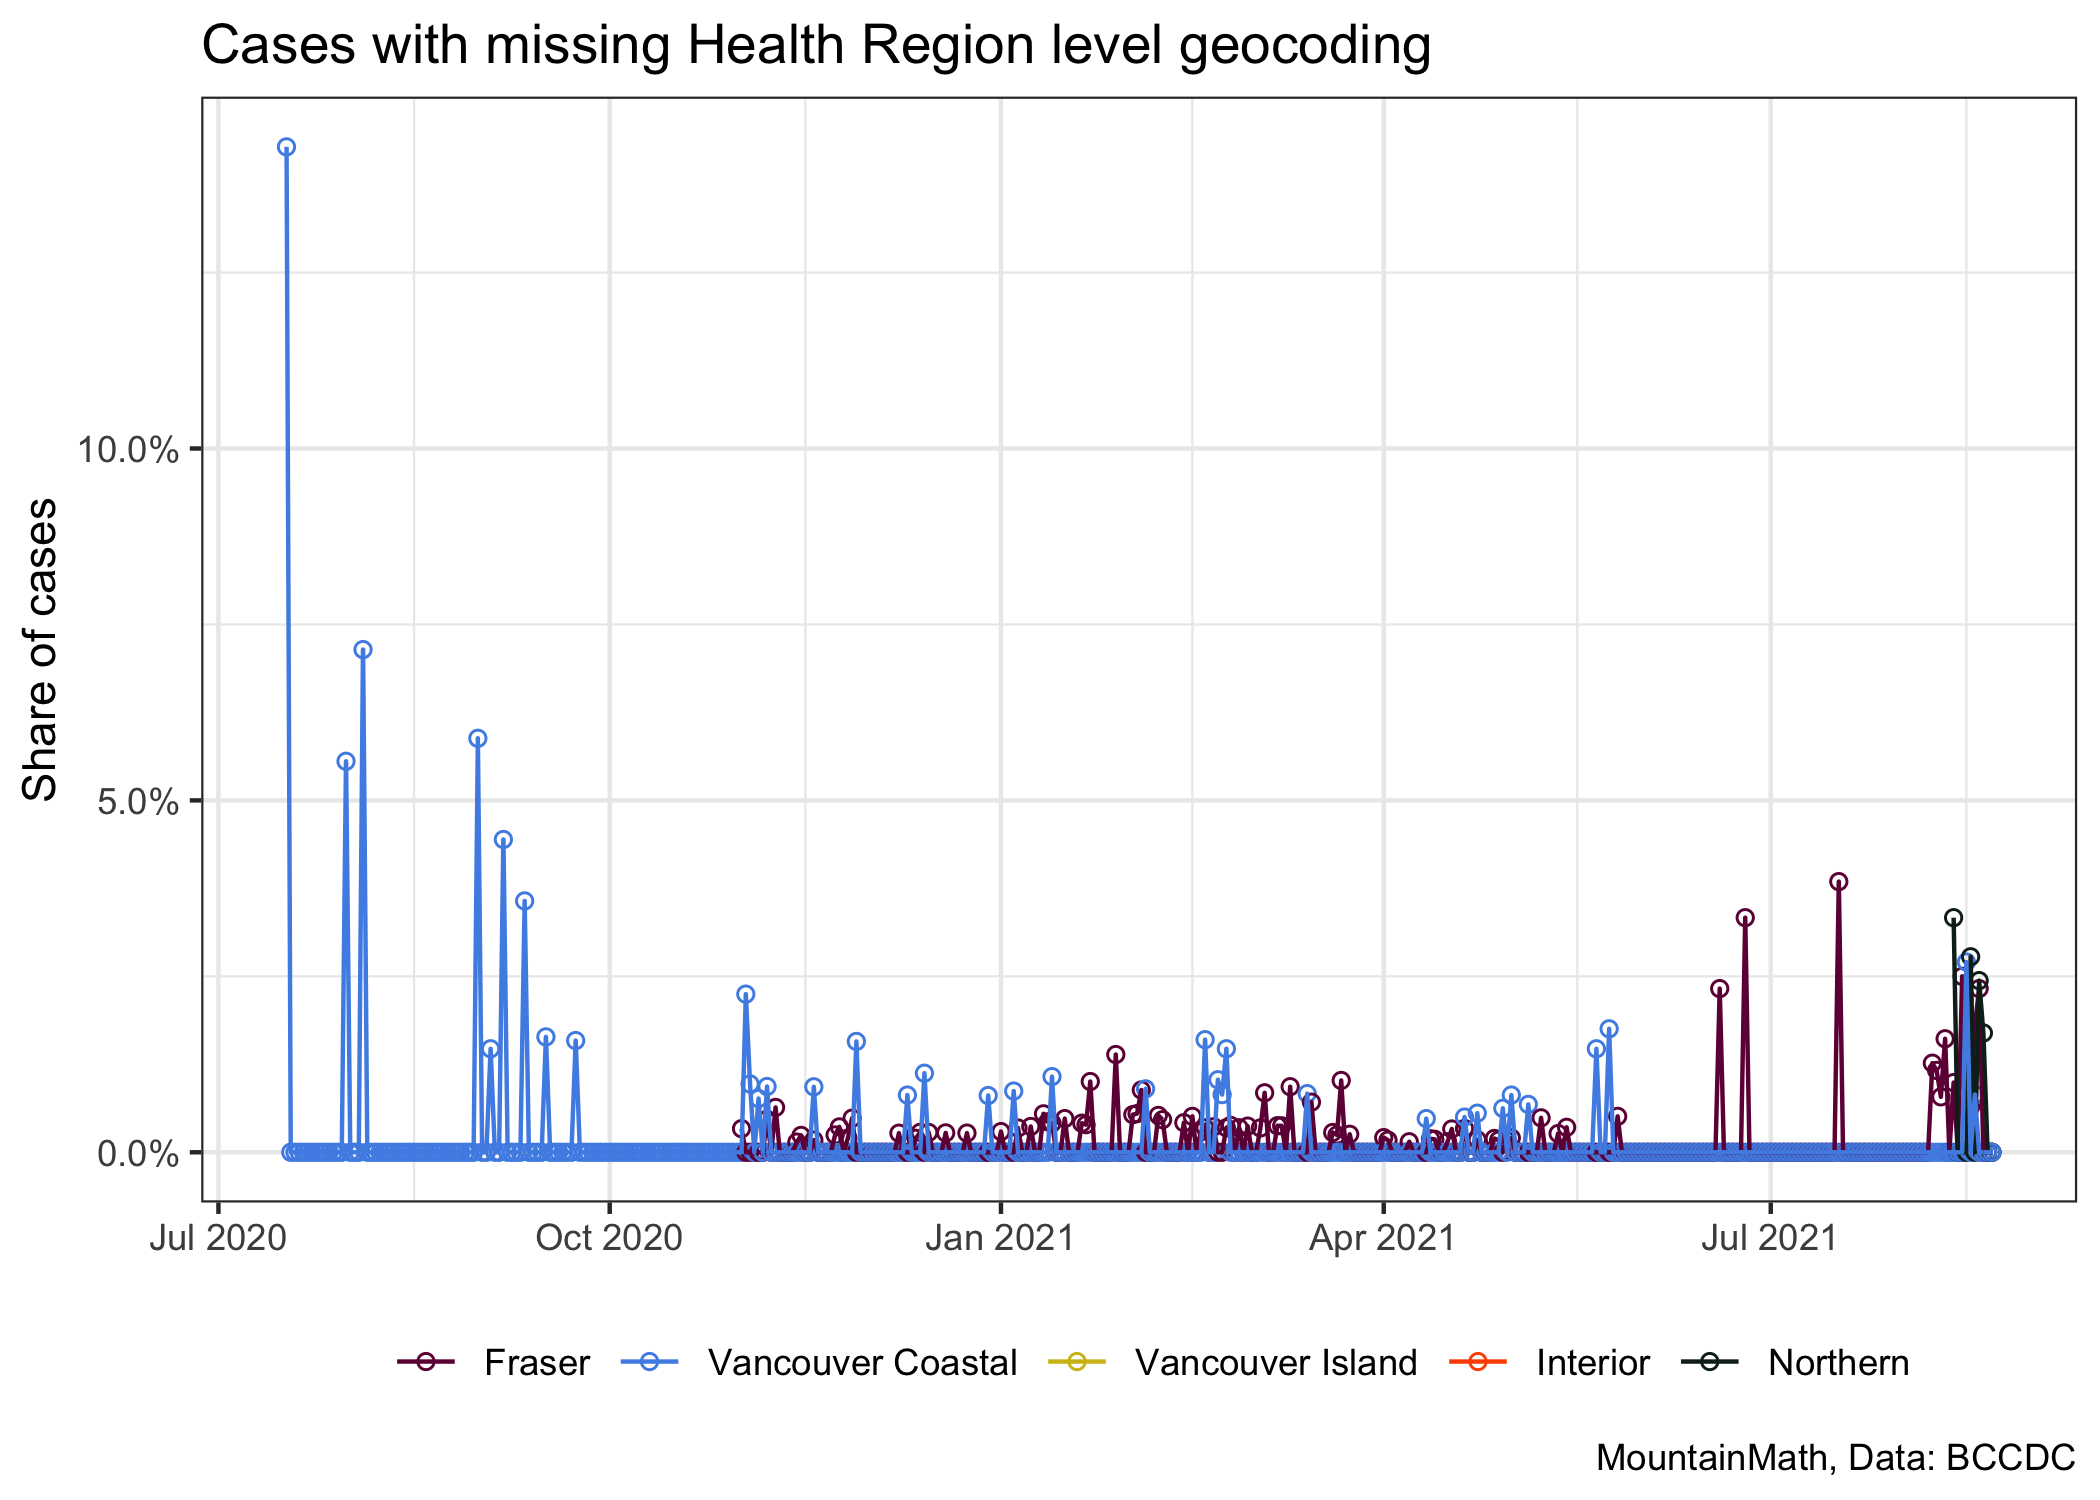 Cases with missing Health Region level geocoding
Share of cases
10.0%
5.0%
0.0%
Jul 2020 Oct 2020 Jan 2021 Apr 2021 Jul 2021
Fraser Vancouver Coastal Vancouver Island Interior Northern
MountainMath, Data: BCCDC